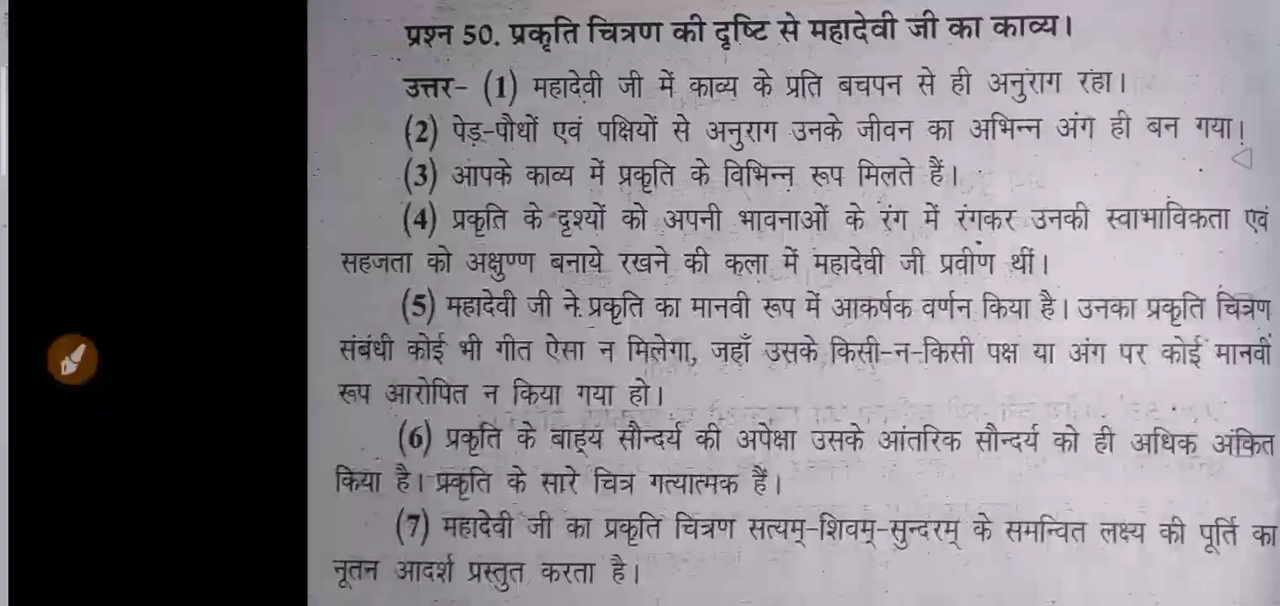 प्रश्न 50. प्रकृति चित्रण की दृष्टि से महादेवी जी का काव्य।
उत्तर- (1) महादेवी जी में काव्य के प्रति बचपन से ही अनुराग रहा।
(2) पेड़-पौधों एवं पक्षियों से अनुराग उनके जीवन का अभिन्न अंग ही बन गया।
(3) आपके काव्य में प्रकृति के विभिन्न रूप मिलते हैं।
(4) प्रकृति के दृश्यों को अपनी भावनाओं के रंग में रंगकर उनकी स्वाभाविकता एवं
सहजता को अक्षुण्ण बनाये रखने की कला में महादेवी जी प्रवीण थीं।
(5) महादेवी जी ने प्रकृति का मानवी रूप में आकर्षक वर्णन किया है। उनका प्रकृति चित्रण
संबंधी कोई भी गीत ऐसा न मिलेगा, जहाँ उसके किसी-न-किसी पक्ष या अंग पर कोई मानवी
रूप आरोपित न किया गया हो।
(6) प्रकृति के बाह्य सौन्दर्य की अपेक्षा उसके आंतरिक सौन्दर्य को ही अधिक अंकित
किया है। प्रकृति के सारे चित्र गत्यात्मक हैं।
(7) महादेवी जी का प्रकृति चित्रण सत्यम्-शिवम्-सुन्दरम् के समन्वित लक्ष्य की पूर्ति का
नूतन आदर्श प्रस्तुत करता है।